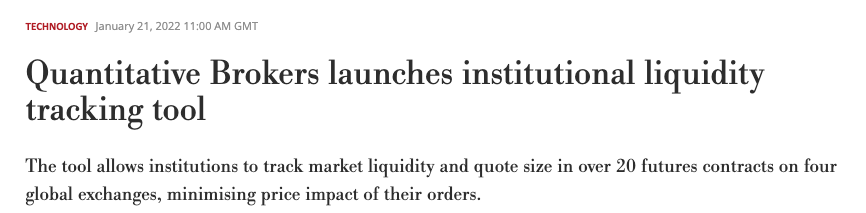 TECHNOLOGY January 21, 2022 11:00 AM GMT
Quantitative Brokers launches institutional liquidity
tracking tool
The tool allows institutions to track market liquidity and quote size in over 20 futures contracts on four
global exchanges, minimising price impact of their orders.